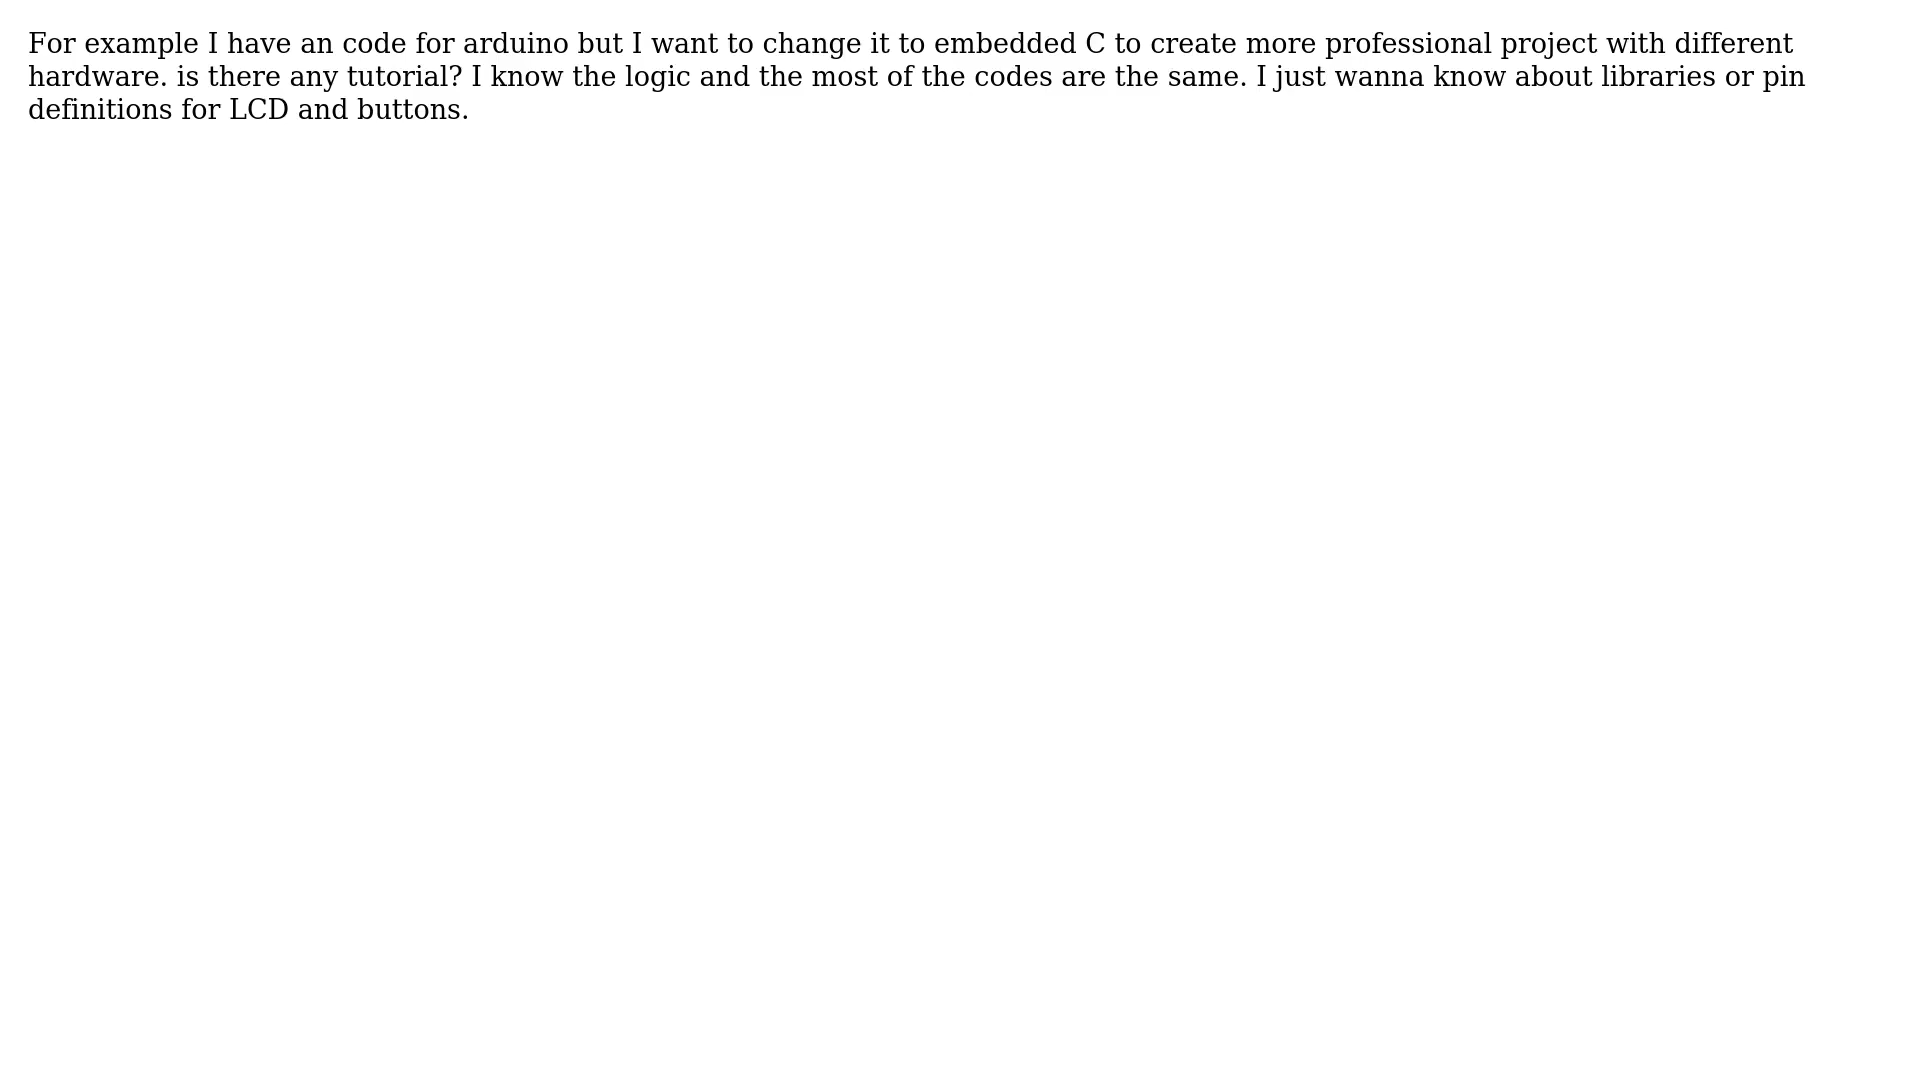 For example I have an code for arduino but I want to change it to embedded C to create more professional project with different
hardware. is there any tutorial? I know the logic and the most of the codes are the same. I just wanna know about libraries or pin
definitions for LCD and buttons.